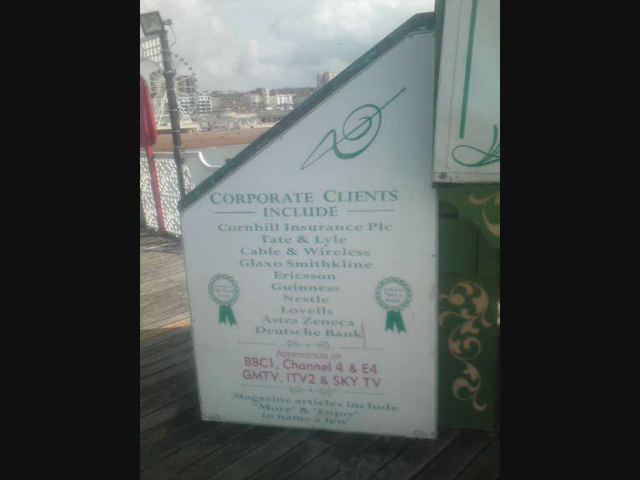 CORPORATE CLIENTS
INCLUDE
Cornhill Insurance Plc
Tate & Lyle
Cable & Wireless
Glaxo Smithkline
Ericsson
Guinness
Nestle
Lovells
Astra Zeneca
Deutsche Bank
Appearances on
BBC1, Channel 4 & E4
GMTV, ITV2 & SKY TV
Magazine articles include
'More' & 'Enjoy'
to name a few